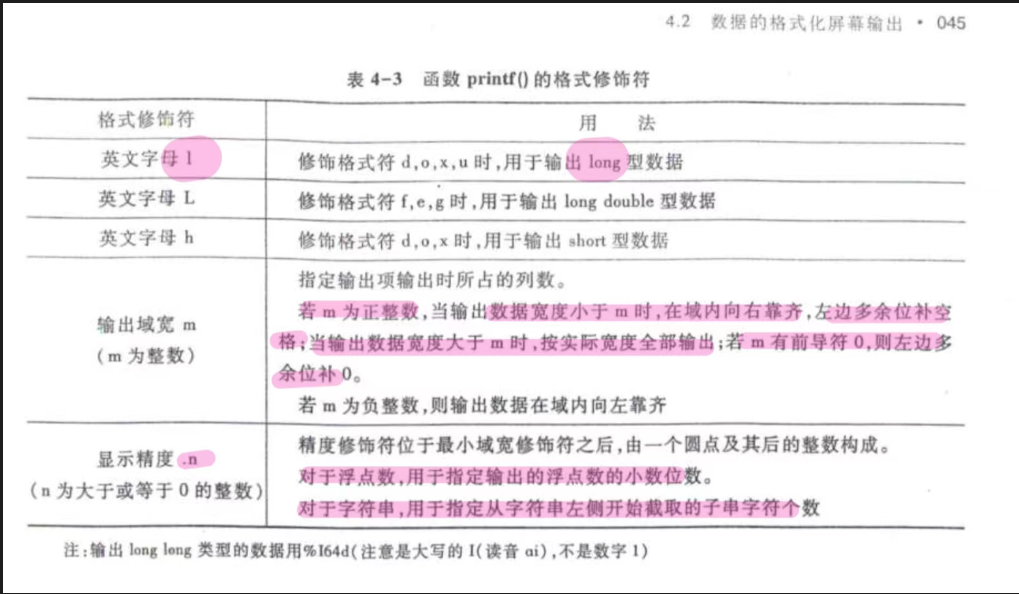 4.2 数据的格式化屏幕输出 · 045
表 4-3 函数 printf()的格式修饰符
格式修饰符 用 法
英文字母 l 修饰格式符 d,o,x,u 时,用于输出 long 型数据
英文字母 L 修饰格式符 f,e,g 时,用于输出 long double 型数据
英文字母 h 修饰格式符 d,o,x 时,用于输出 short 型数据
输出域宽 m
(m 为整数)
指定输出项输出时所占的列数。
若 m 为正整数,当输出数据宽度小于 m 时,在域内向右靠齐,左边多余位补空
格;当输出数据宽度大于 m 时,按实际宽度全部输出;若 m 有前导符 0,则左边多
余位补 0。
若 m 为负整数,则输出数据在域内向左靠齐
显示精度 .n
(n 为大于或等于 0 的整数)
精度修饰符位于最小域宽修饰符之后,由一个圆点及其后的整数构成。
对于浮点数,用于指定输出的浮点数的小数位数。
对于字符串,用于指定从字符串左侧开始截取的子串字符个数
注:输出 long long 类型的数据用%I64d(注意是大写的 I(读音 ai),不是数字 1)